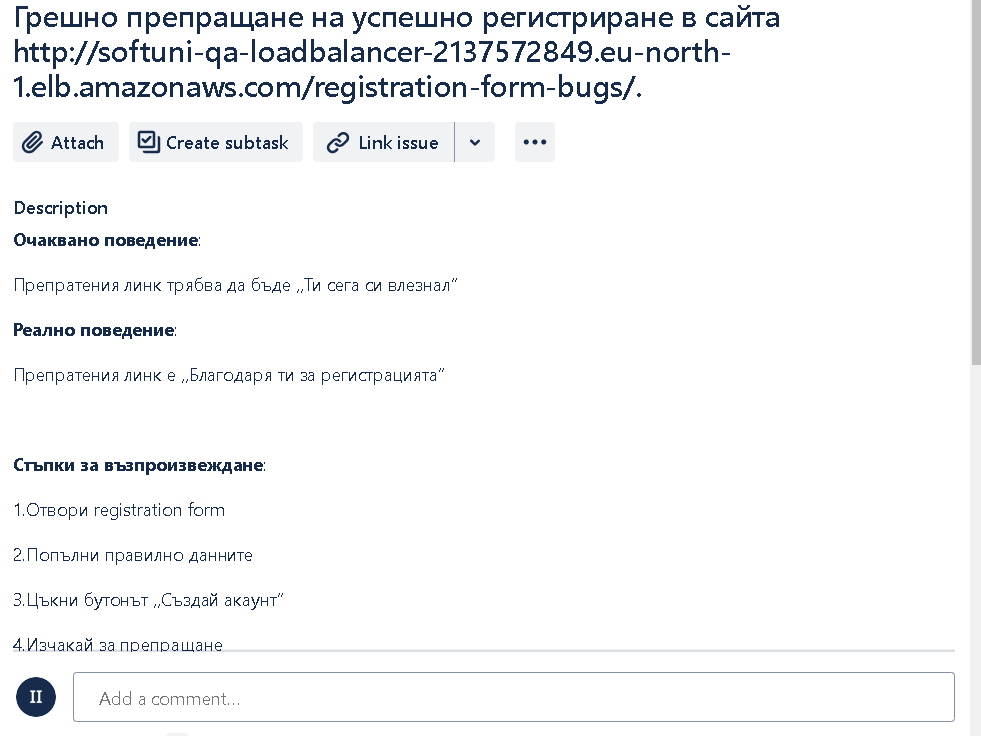 Грешно препращане на успешно регистриране в сайта
http://softuni-qa-loadbalancer-2137572849.eu-north-
1.elb.amazonaws.com/registration-form-bugs/.
Attach
Create subtask
Link issue
Description
Очаквано поведение:
Препратения линк трябва да бъде ,,Ти сега си влезнал”
Реално поведение:
Препратения линк е ,,Благодаря ти за регистрацията”
Стъпки за възпроизвеждане:
1.Отвори registration form
2.Попълни правилно данните
3.Цъкни бутонът ,,Създай акаунт”
4.Изчакай за препращане
II
Add a comment...